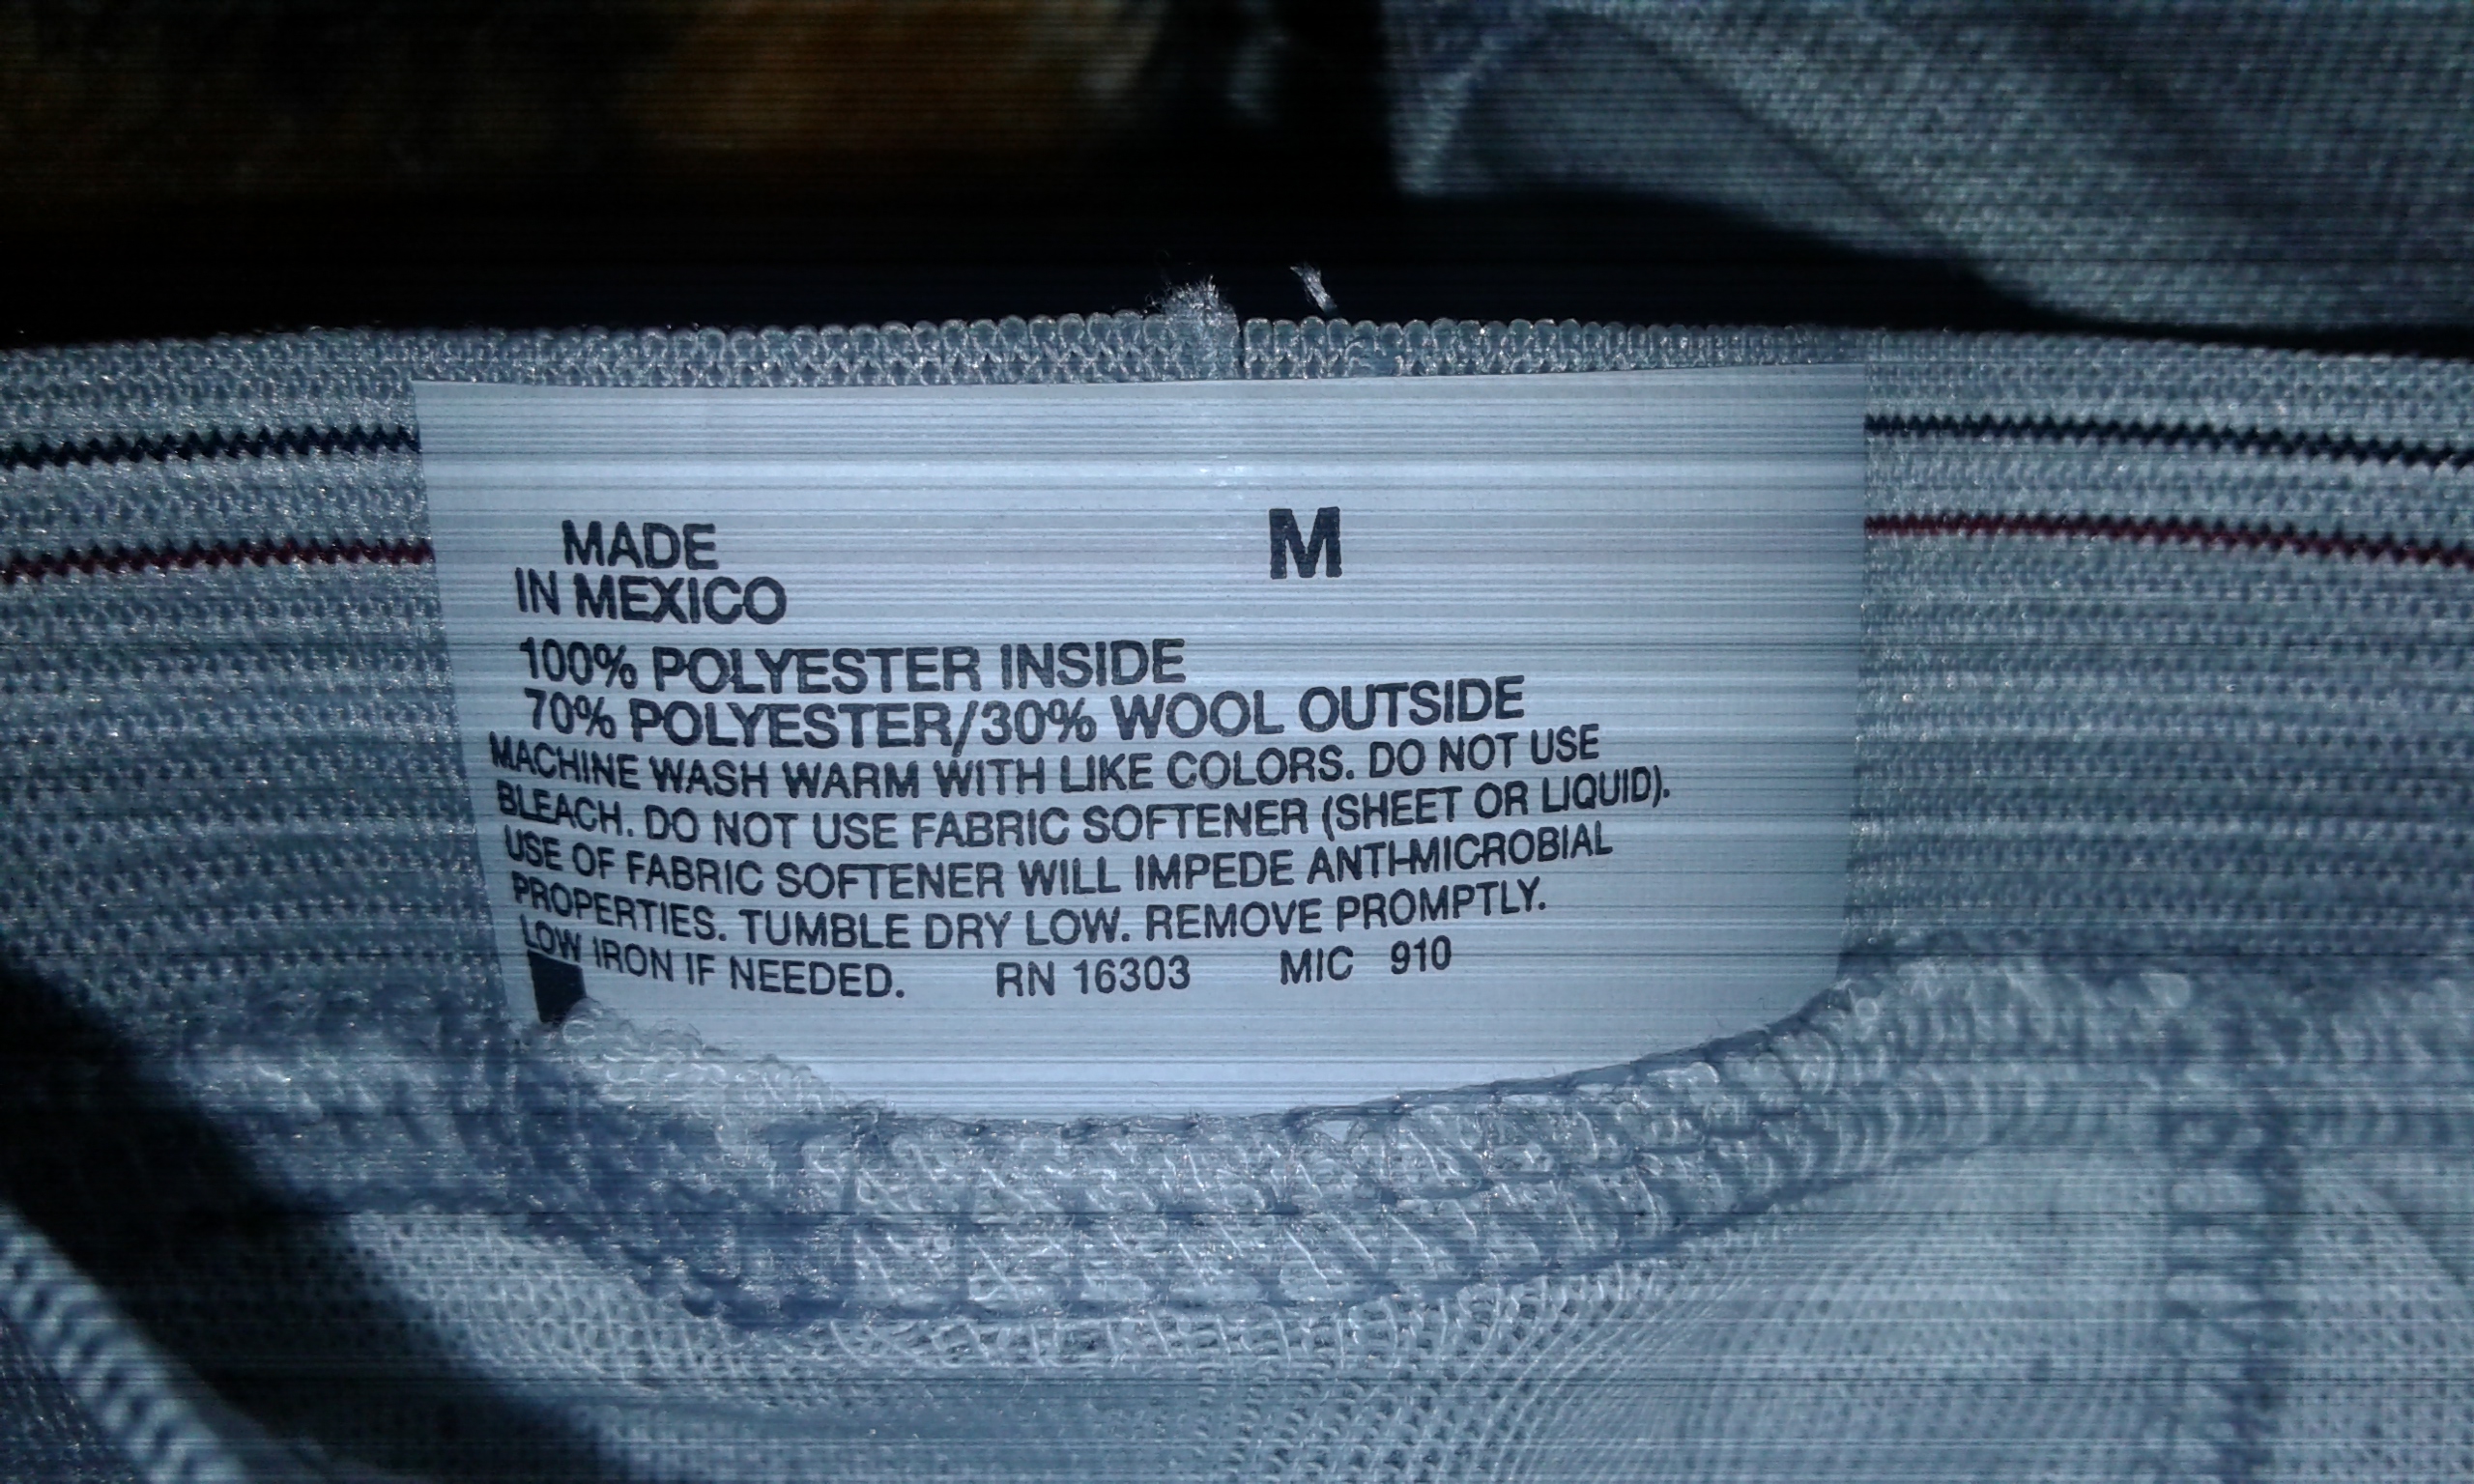 MADE
IN MEXICO
M
100% POLYESTER INSIDE
70% POLYESTER/30% WOOL OUTSIDE
MACHINE WASH WARM WITH LIKE COLORS. DO NOT USE
BLEACH. DO NOT USE FABRIC SOFTENER (SHEET OR LIQUID).
USE OF FABRIC SOFTENER WILL IMPEDE ANTI-MICROBIAL
PROPERTIES. TUMBLE DRY LOW. REMOVE PROMPTLY.
LOW IRON IF NEEDED. RN 16303 MIC 910